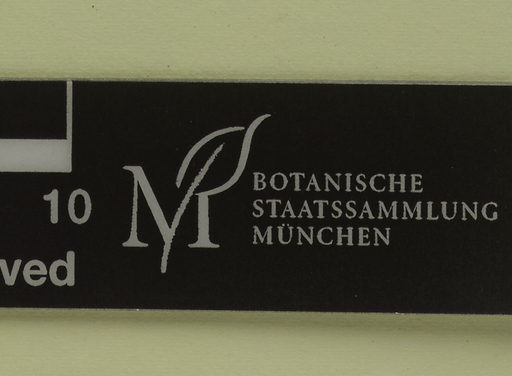 10
ved
M
BOTANISCHE
STAATSSAMMLUNG
MÜNCHEN